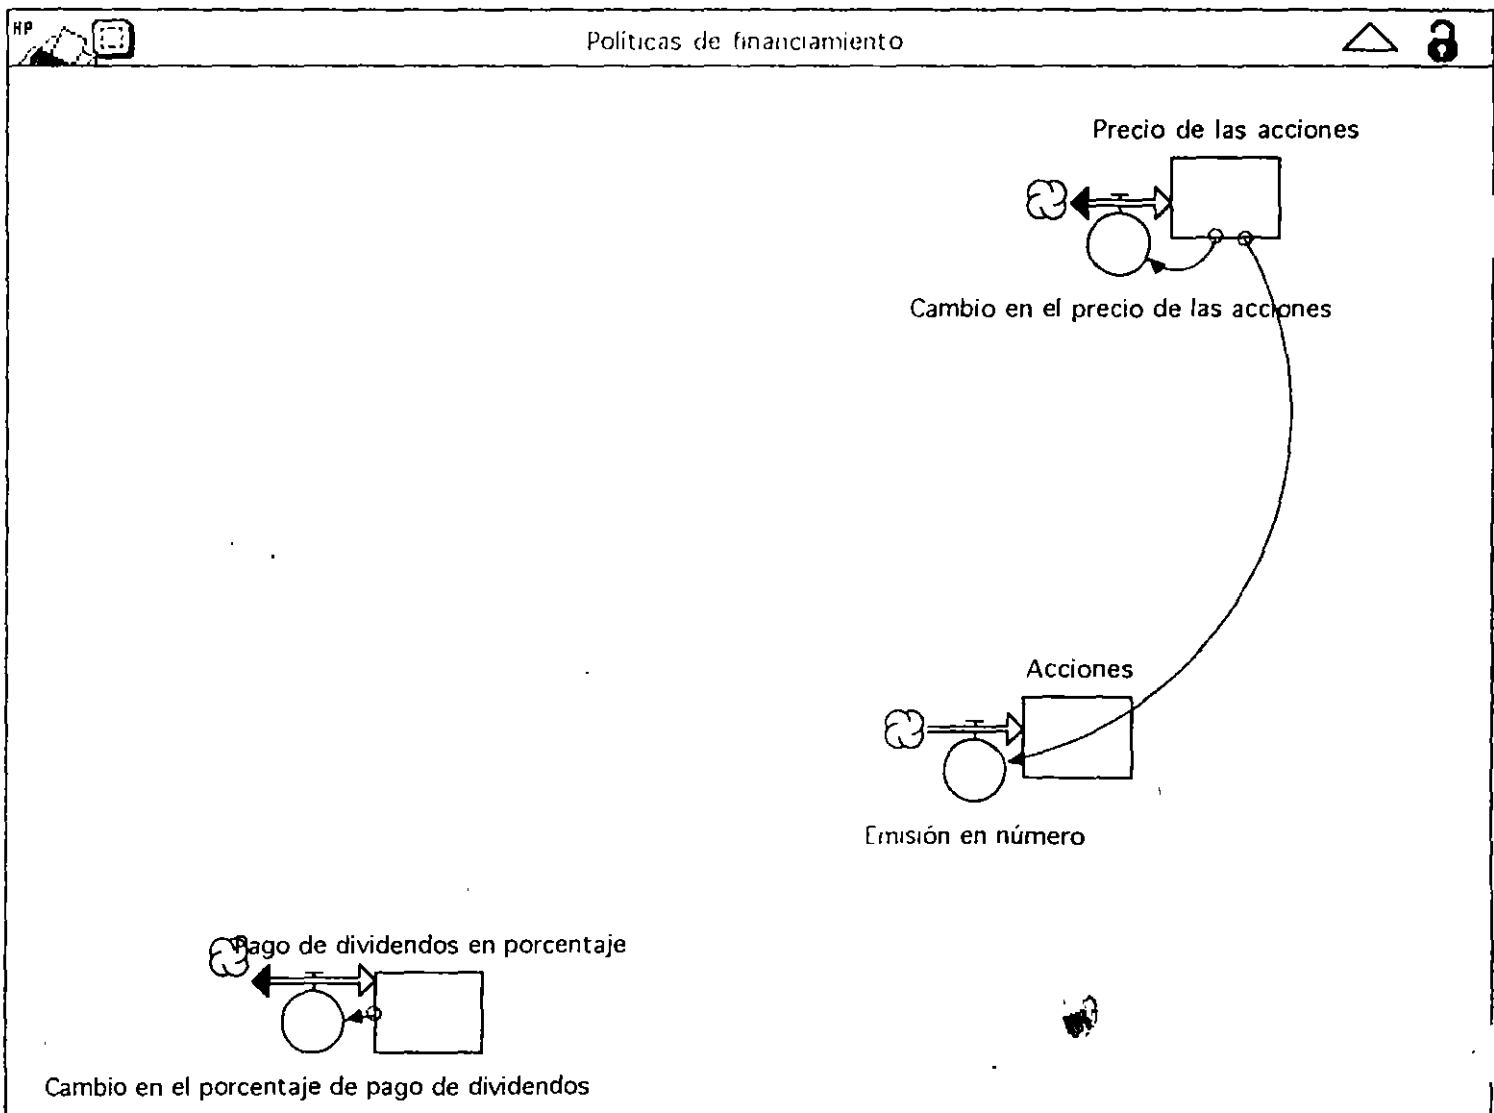 HP
Políticas de financiamiento
Precio de las acciones
Cambio en el precio de las acciones
Acciones
Emisión en número
Pago de dividendos en porcentaje
Cambio en el porcentaje de pago de dividendos